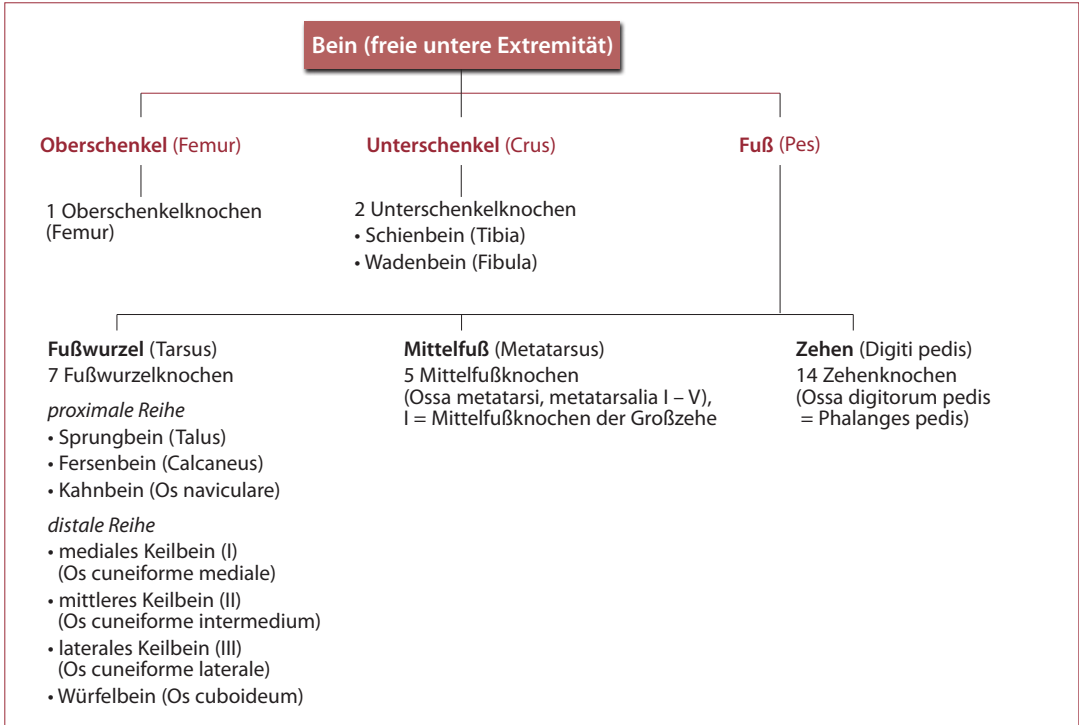 Bein (freie untere Extremität)
Oberschenkel (Femur)
1 Oberschenkelknochen
(Femur)
Unterschenkel (Crus)
2 Unterschenkelknochen
• Schienbein (Tibia)
• Wadenbein (Fibula)
Fuß (Pes)
Fußwurzel (Tarsus)
7 Fußwurzelknochen
proximale Reihe
• Sprungbein (Talus)
• Fersenbein (Calcaneus)
• Kahnbein (Os naviculare)
distale Reihe
• mediales Keilbein (I)
(Os cuneiforme mediale)
• mittleres Keilbein (II)
(Os cuneiforme intermedium)
• laterales Keilbein (III)
(Os cuneiforme laterale)
• Würfelbein (Os cuboideum)
Mittelfuß (Metatarsus)
5 Mittelfußknochen
(Ossa metatarsi, metatarsalia I – V),
I = Mittelfußknochen der Großzehe
Zehen (Digiti pedis)
14 Zehenknochen
(Ossa digitorum pedis
= Phalanges pedis)